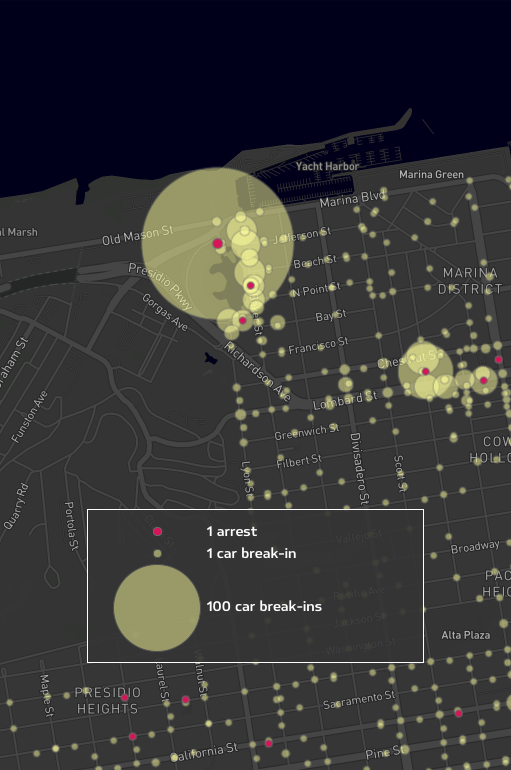 Yacht Harbor
Marina Green
Marina Blvd
al Marsh
Old Mason St
Jefferson St
Beach St
Presidio Pkwy
MARINA
DISTRICT
N Point St
Gorgas Ave
Bay St
Francisco St
Richardson Ave
Chestnut St
Lombard St
Funston Ave
Greenwich St
COW
HOLLO
Filbert St
Lyon St
Divisadero St
Scott St
Quarry Rd
Portola St
1 arrest
1 car break-in
100 car break-ins
Broadway
PAC
HEIG
Alta Plaza
Maple St
Laurel St
Walnut St
PRESIDIO
HEIGHTS
Sacramento St
California St
Pine St